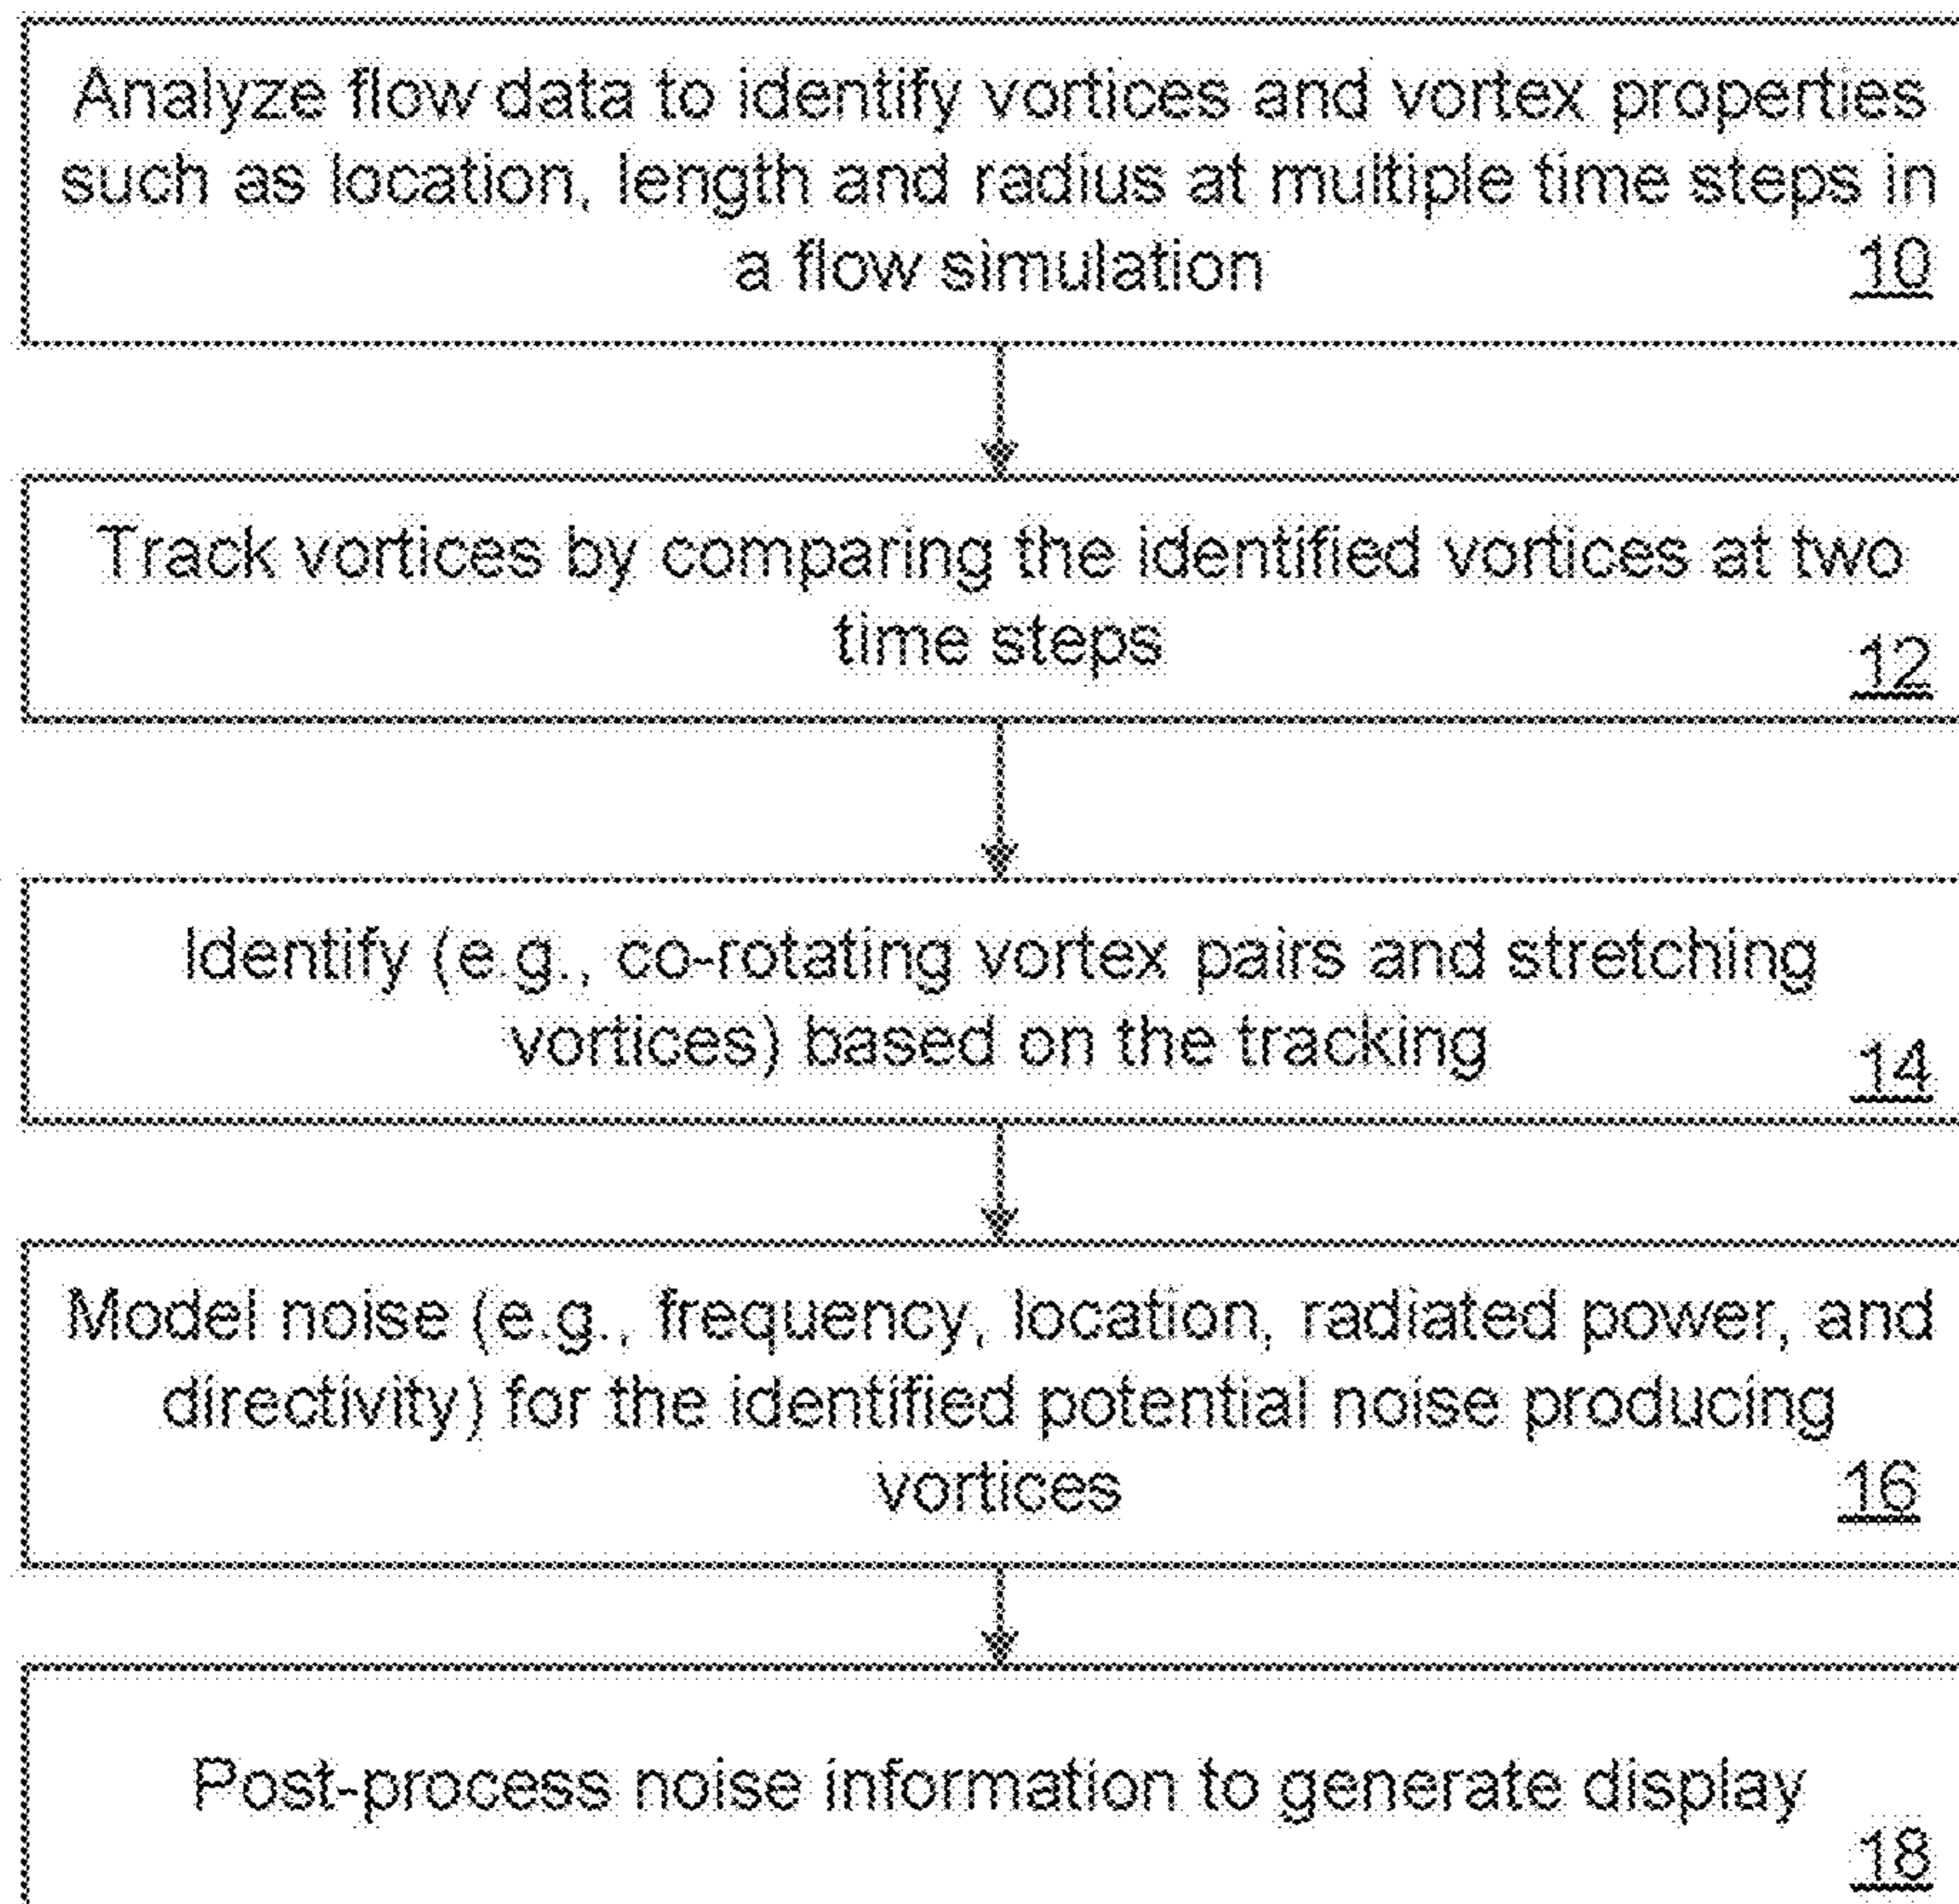 Analyze flow data to identify vortices and vortex properties
such as location, length and radius at multiple time steps in
a flow simulation
10
Track vortices by comparing the identified vortices at two
time steps
12
Identify (e.g., co-rotating vortex pairs and stretching
vortices) based on the tracking
14
Model noise (e.g., frequency, location, radiated power, and
directivity) for the identified potential noise producing
vortices
16
Post-process noise information to generate display
18